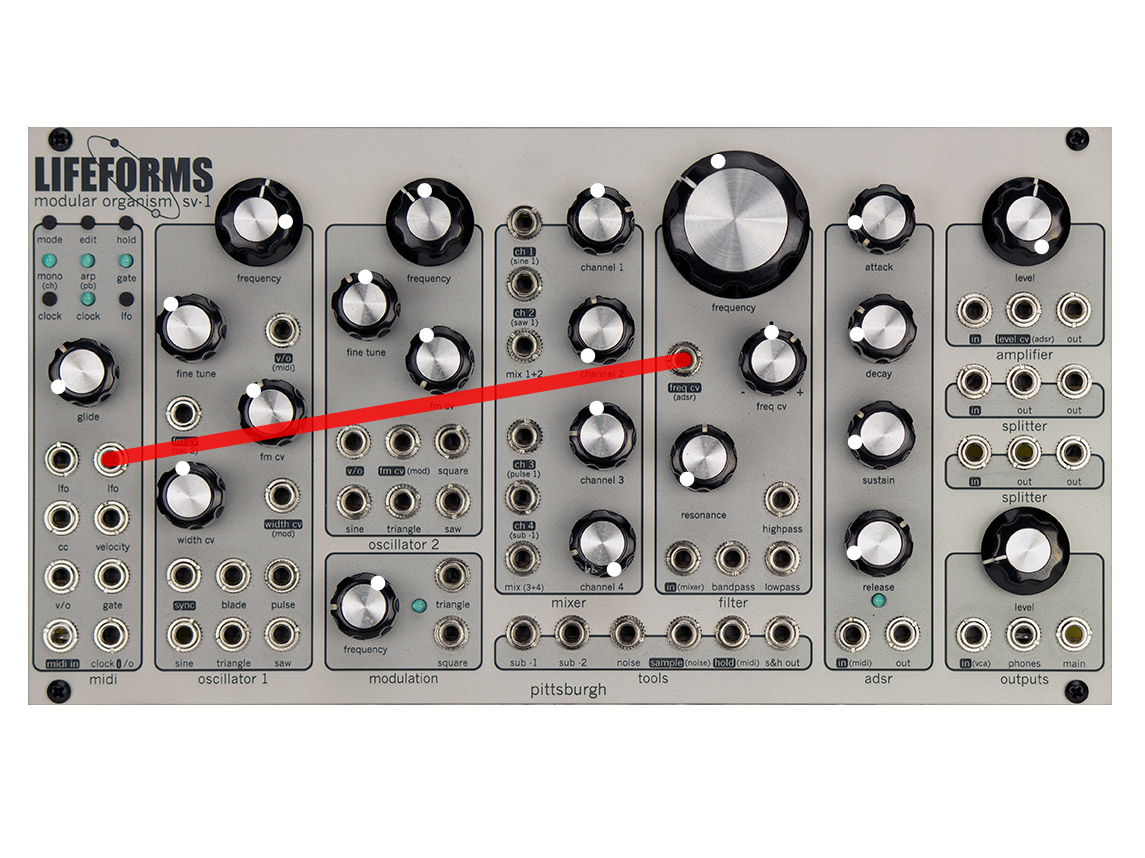 LIFEFORMS
modular organism sv·1
mode edit hold
mono arp gate
(ch) (pb)
clock clock lfo
glide
lfo lfo
cc velocity
v/o gate
midi in clock i/o
midi
frequency
fine tune
v/o
(midi)
fm cv
(osc 2)
fm cv
width cv
width cv
(mod)
sync blade pulse
sine triangle saw
oscillator 1
frequency
fine tune
fm cv
v/o fm cv (mod) square
sine triangle saw
oscillator 2
frequency
triangle
square
modulation
ch 1
(sine 1)
channel 1
ch 2
(saw 1)
mix 1+2
channel 2
ch 3
(pulse 1)
channel 3
ch 4
(sub -1)
mix (3+4)
channel 4
mixer
frequency
freq cv
(adsr)
- freq cv +
resonance
highpass
in (mixer) bandpass lowpass
filter
sub -1 sub -2 noise sample (noise) hold (midi) s&h out
tools
pittsburgh
attack
decay
sustain
release
in (midi) out
adsr
level
in level cv (adsr) out
amplifier
in out out
splitter
in out out
splitter
level
in (vca) phones main
outputs